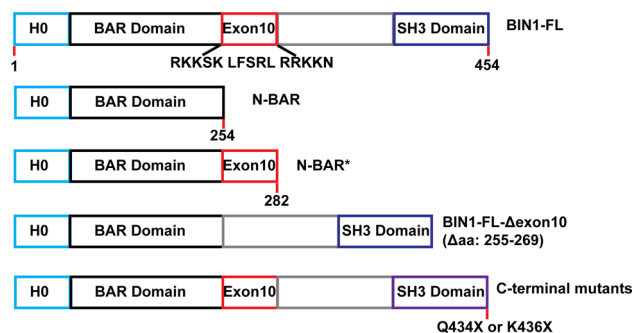 H0 BAR Domain Exon10 SH3 Domain BIN1-FL
RKKSK LFSRL RRKKN
1 454
H0 BAR Domain N-BAR
254
H0 BAR Domain Exon10 N-BAR*
282
H0 BAR Domain SH3 Domain BIN1-FL-Δexon10
(Δaa: 255-269)
H0 BAR Domain Exon10 SH3 Domain C-terminal mutants
Q434X or K436X